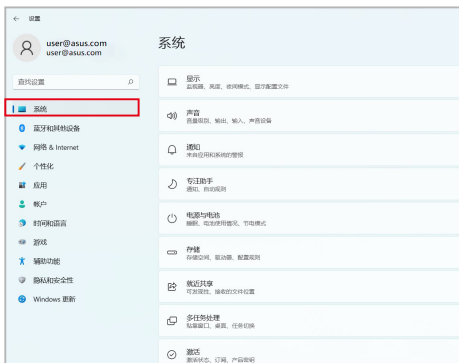 设置
user@asus.com
user@asus.com
查找设置
系统
蓝牙和其他设备
网络 & Internet
个性化
应用
帐户
时间和语言
游戏
辅助功能
隐私和安全性
Windows 更新
系统
显示
监视器、亮度、夜间模式、显示配置文件
声音
音量级别、输出、输入、声音设备
通知
来自应用和系统的警报
专注助手
通知、自动规则
电源与电池
睡眠、电池使用情况、节电模式
存储
存储空间、驱动器、配置规则
就近共享
可发现性、接收的文件位置
多任务处理
贴靠窗口、桌面、任务切换
激活
激活状态、订阅、产品密钥